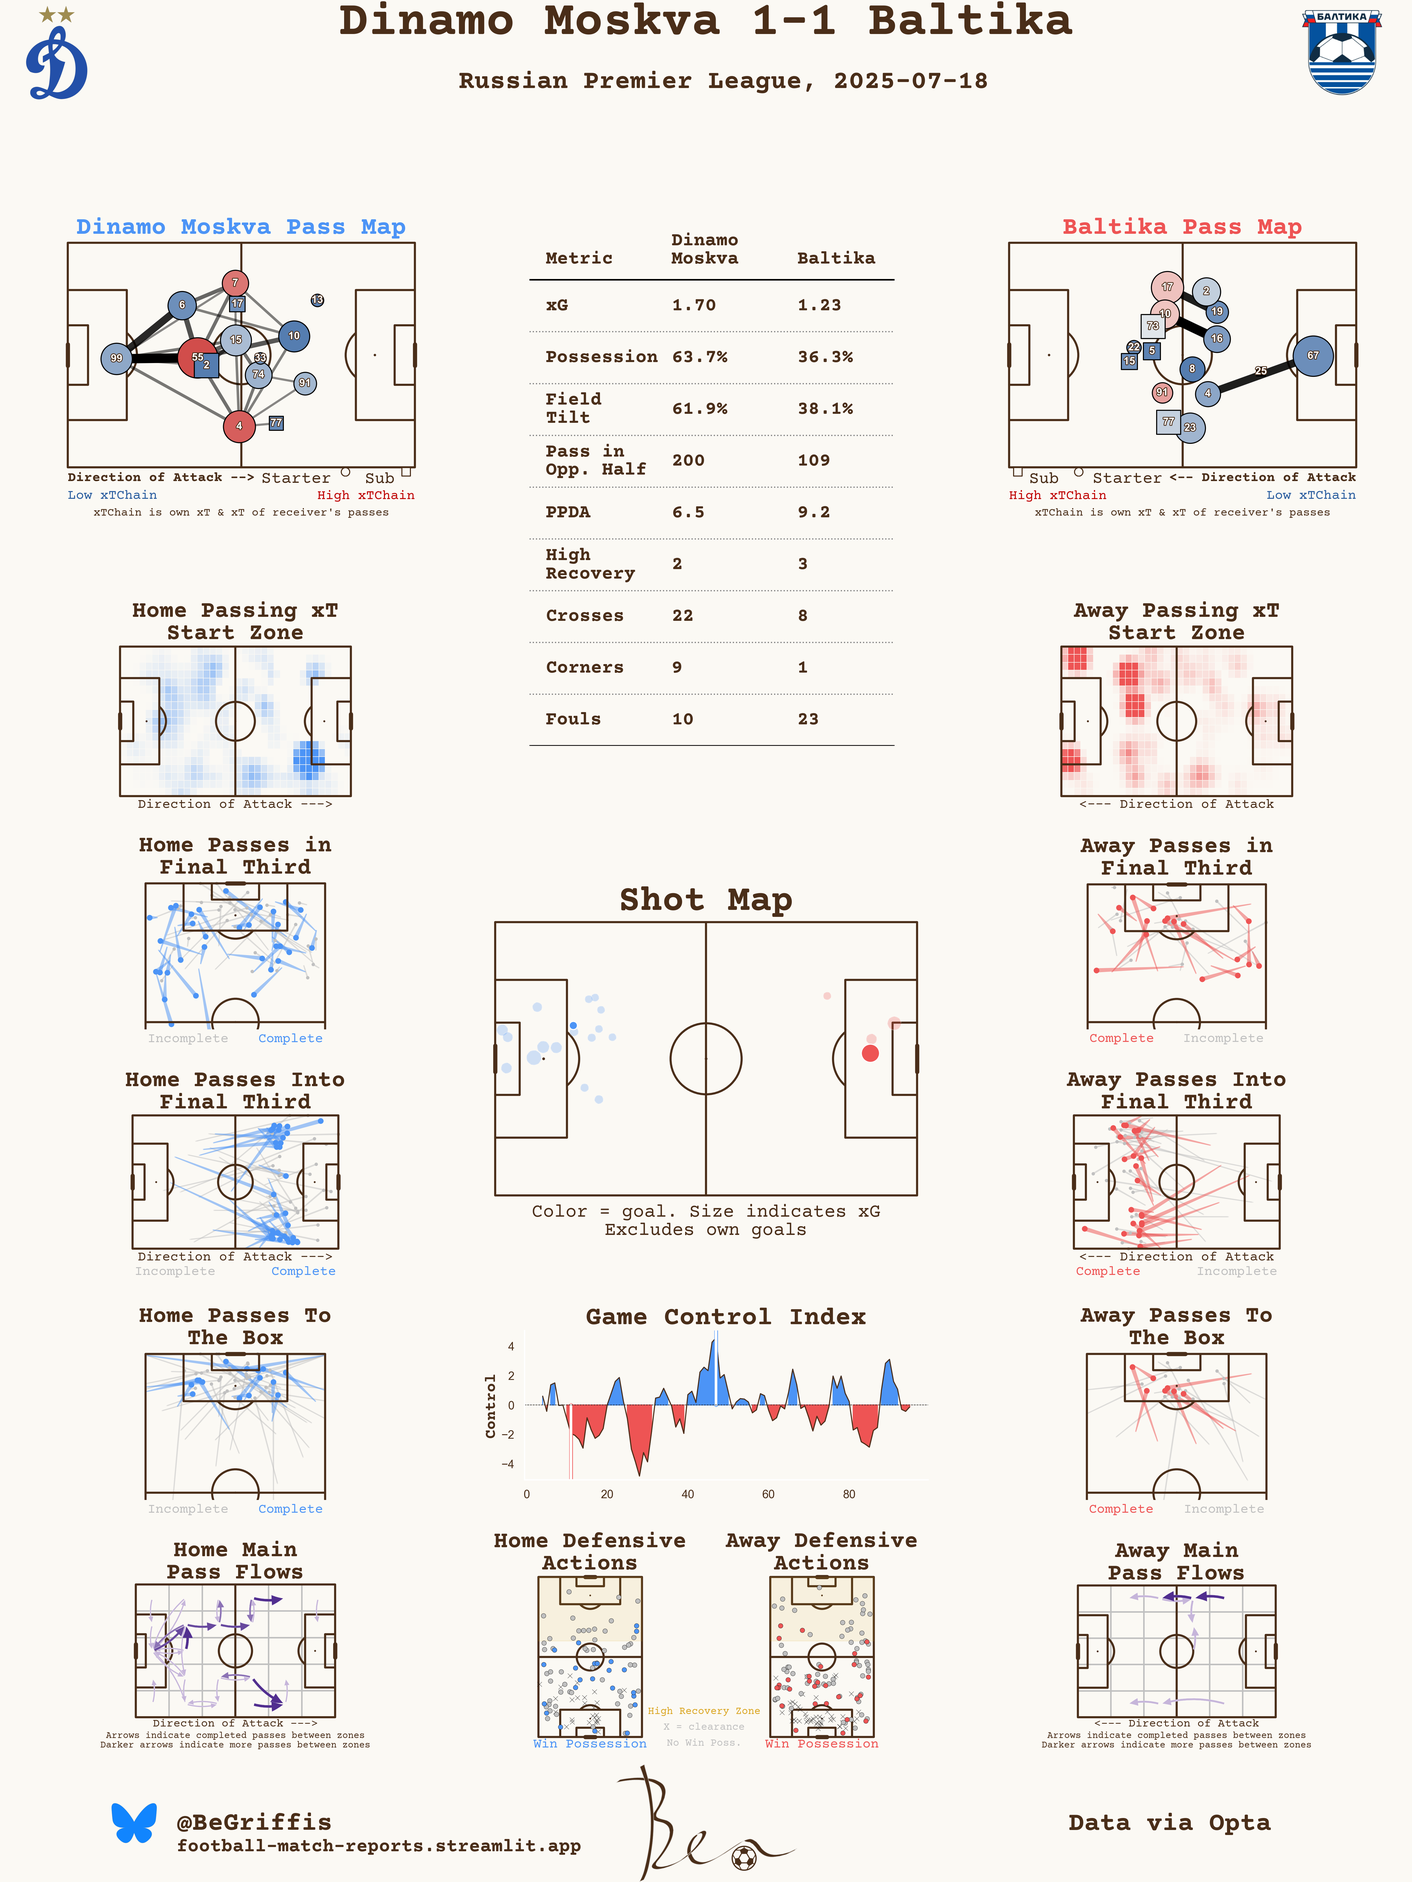 Dinamo Moskva 1-1 Baltika
Russian Premier League, 2025-07-18
БАЛТИКА
Dinamo Moskva Pass Map
7
6
17
13
10
15
99
55
2
33
74
91
4
77
Direction of Attack --> Starter Sub
Low xTChain High xTChain
xTChain is own xT & xT of receiver's passes
Metric Dinamo Moskva Baltika
xG 1.70 1.23
Possession 63.7% 36.3%
Field Tilt 61.9% 38.1%
Pass in Opp. Half 200 109
PPDA 6.5 9.2
High Recovery 2 3
Crosses 22 8
Corners 9 1
Fouls 10 23
Baltika Pass Map
17
2
10
19
73
16
22
5
15
67
8
25
91
4
77
23
Sub Starter <-- Direction of Attack
High xTChain Low xTChain
xTChain is own xT & xT of receiver's passes
Home Passing xT
Start Zone
Direction of Attack --->
Away Passing xT
Start Zone
<--- Direction of Attack
Home Passes in
Final Third
Incomplete Complete
Away Passes in
Final Third
Complete Incomplete
Shot Map
Color = goal. Size indicates xG
Excludes own goals
Home Passes Into
Final Third
Direction of Attack --->
Incomplete Complete
Away Passes Into
Final Third
<--- Direction of Attack
Complete Incomplete
Game Control Index
Control
4
2
0
−2
−4
0 20 40 60 80
Home Passes To
The Box
Incomplete Complete
Away Passes To
The Box
Complete Incomplete
Home Main
Pass Flows
Direction of Attack --->
Arrows indicate completed passes between zones
Darker arrows indicate more passes between zones
Home Defensive
Actions
Win Possession
Away Defensive
Actions
Win Possession
High Recovery Zone
X = clearance
No Win Poss.
Away Main
Pass Flows
<--- Direction of Attack
Arrows indicate completed passes between zones
Darker arrows indicate more passes between zones
@BeGriffis
football-match-reports.streamlit.app
Ben
Data via Opta